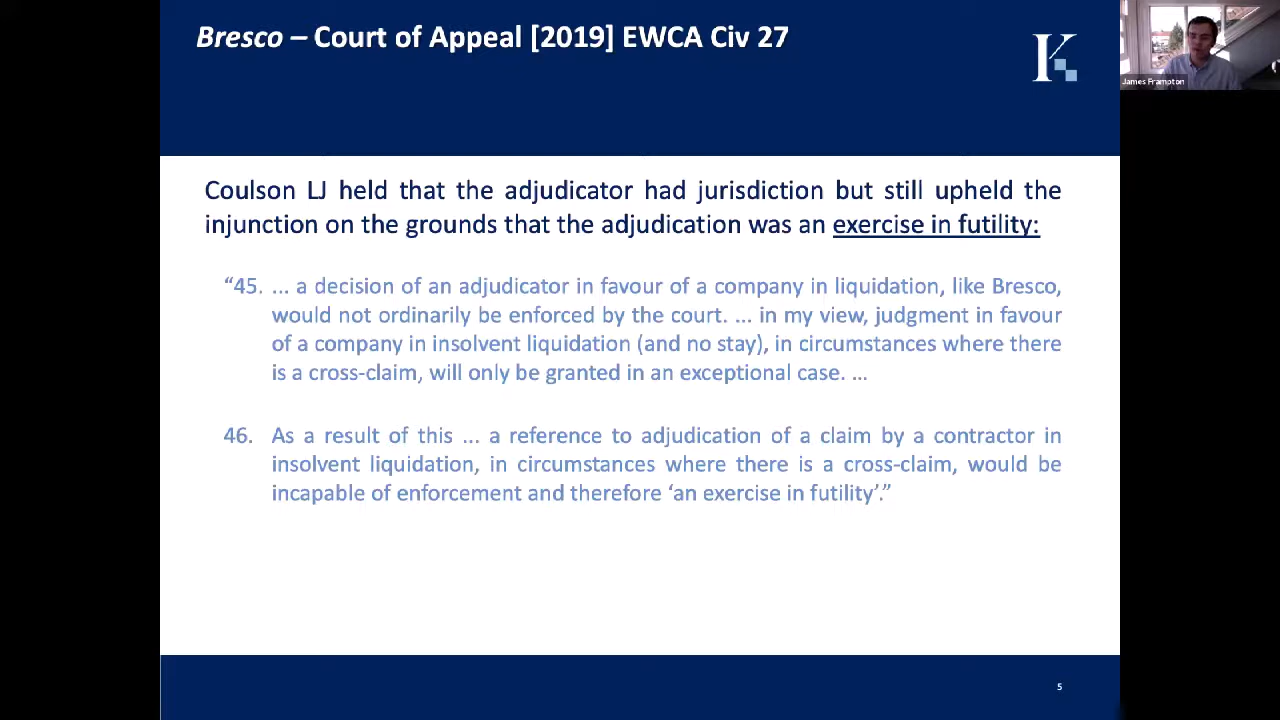 Bresco – Court of Appeal [2019] EWCA Civ 27
K
James Frampton
Coulson LJ held that the adjudicator had jurisdiction but still upheld the
injunction on the grounds that the adjudication was an exercise in futility:
“45. ... a decision of an adjudicator in favour of a company in liquidation, like Bresco,
would not ordinarily be enforced by the court. ... in my view, judgment in favour
of a company in insolvent liquidation (and no stay), in circumstances where there
is a cross-claim, will only be granted in an exceptional case. ...
46. As a result of this ... a reference to adjudication of a claim by a contractor in
insolvent liquidation, in circumstances where there is a cross-claim, would be
incapable of enforcement and therefore ‘an exercise in futility’.”
5